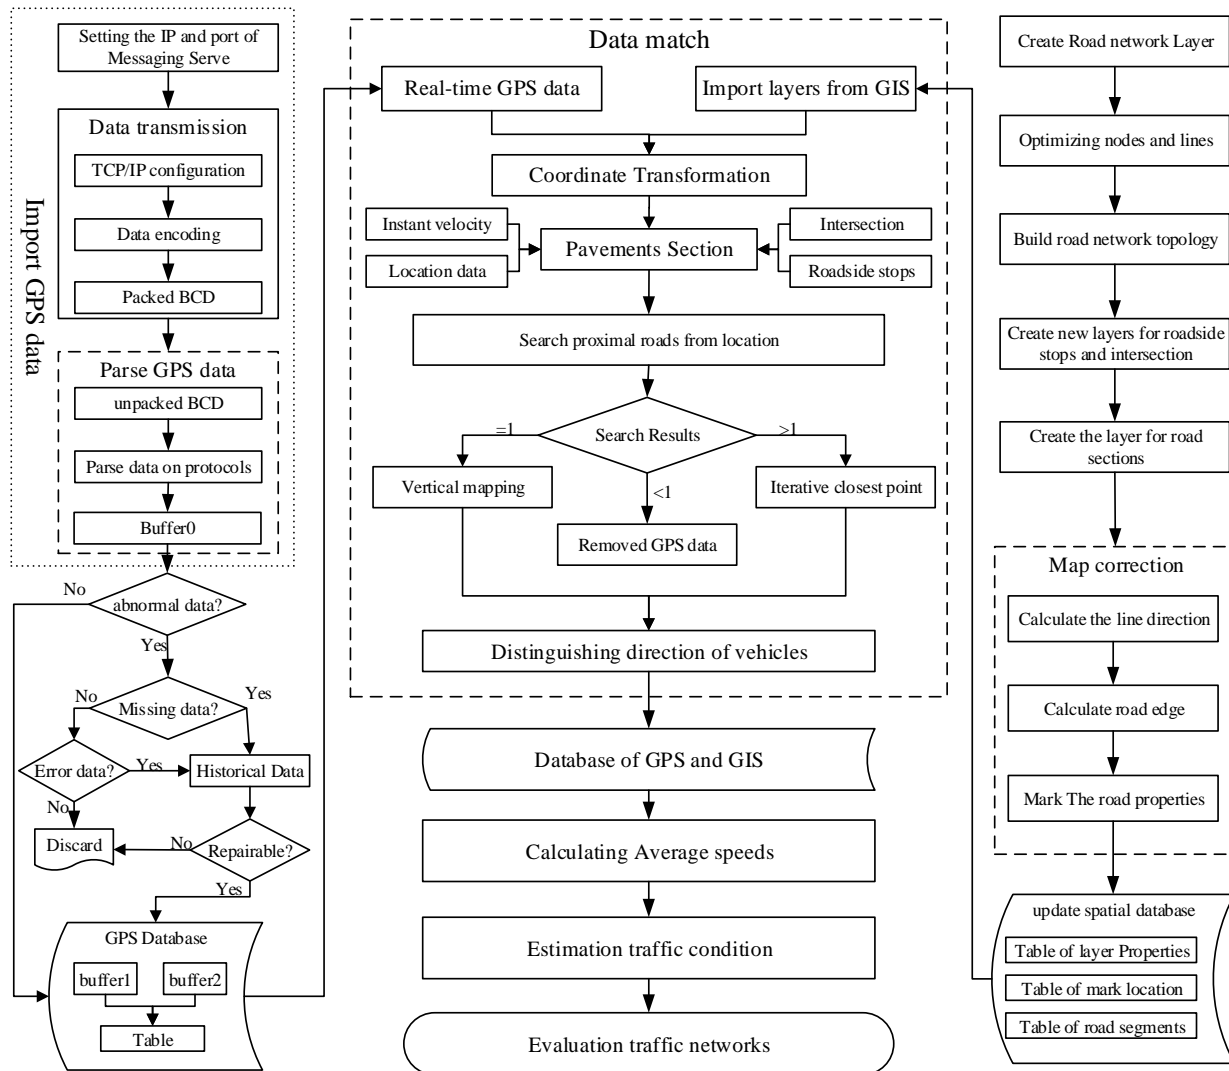 Setting the IP and port of
Messaging Serve
Data transmission
TCP/IP configuration
Data encoding
Packed BCD
Import GPS data
Parse GPS data
unpacked BCD
Parse data on protocols
Buffer0
No
abnormal data?
Yes
No
Yes
Missing data?
Error data?
Yes
Historical Data
No
Discard
No
Repairable?
Yes
GPS Database
buffer1
buffer2
Table
Data match
Real-time GPS data
Import layers from GIS
Coordinate Transformation
Instant velocity
Intersection
Pavements Section
Location data
Roadside stops
Search proximal roads from location
=1
Search Results
>1
Vertical mapping
<1
Iterative closest point
Removed GPS data
Distinguishing direction of vehicles
Database of GPS and GIS
Calculating Average speeds
Estimation traffic condition
Evaluation traffic networks
Create Road network Layer
Optimizing nodes and lines
Build road network topology
Create new layers for roadside
stops and intersection
Create the layer for road
sections
Map correction
Calculate the line direction
Calculate road edge
Mark The road properties
update spatial database
Table of layer Properties
Table of mark location
Table of road segments